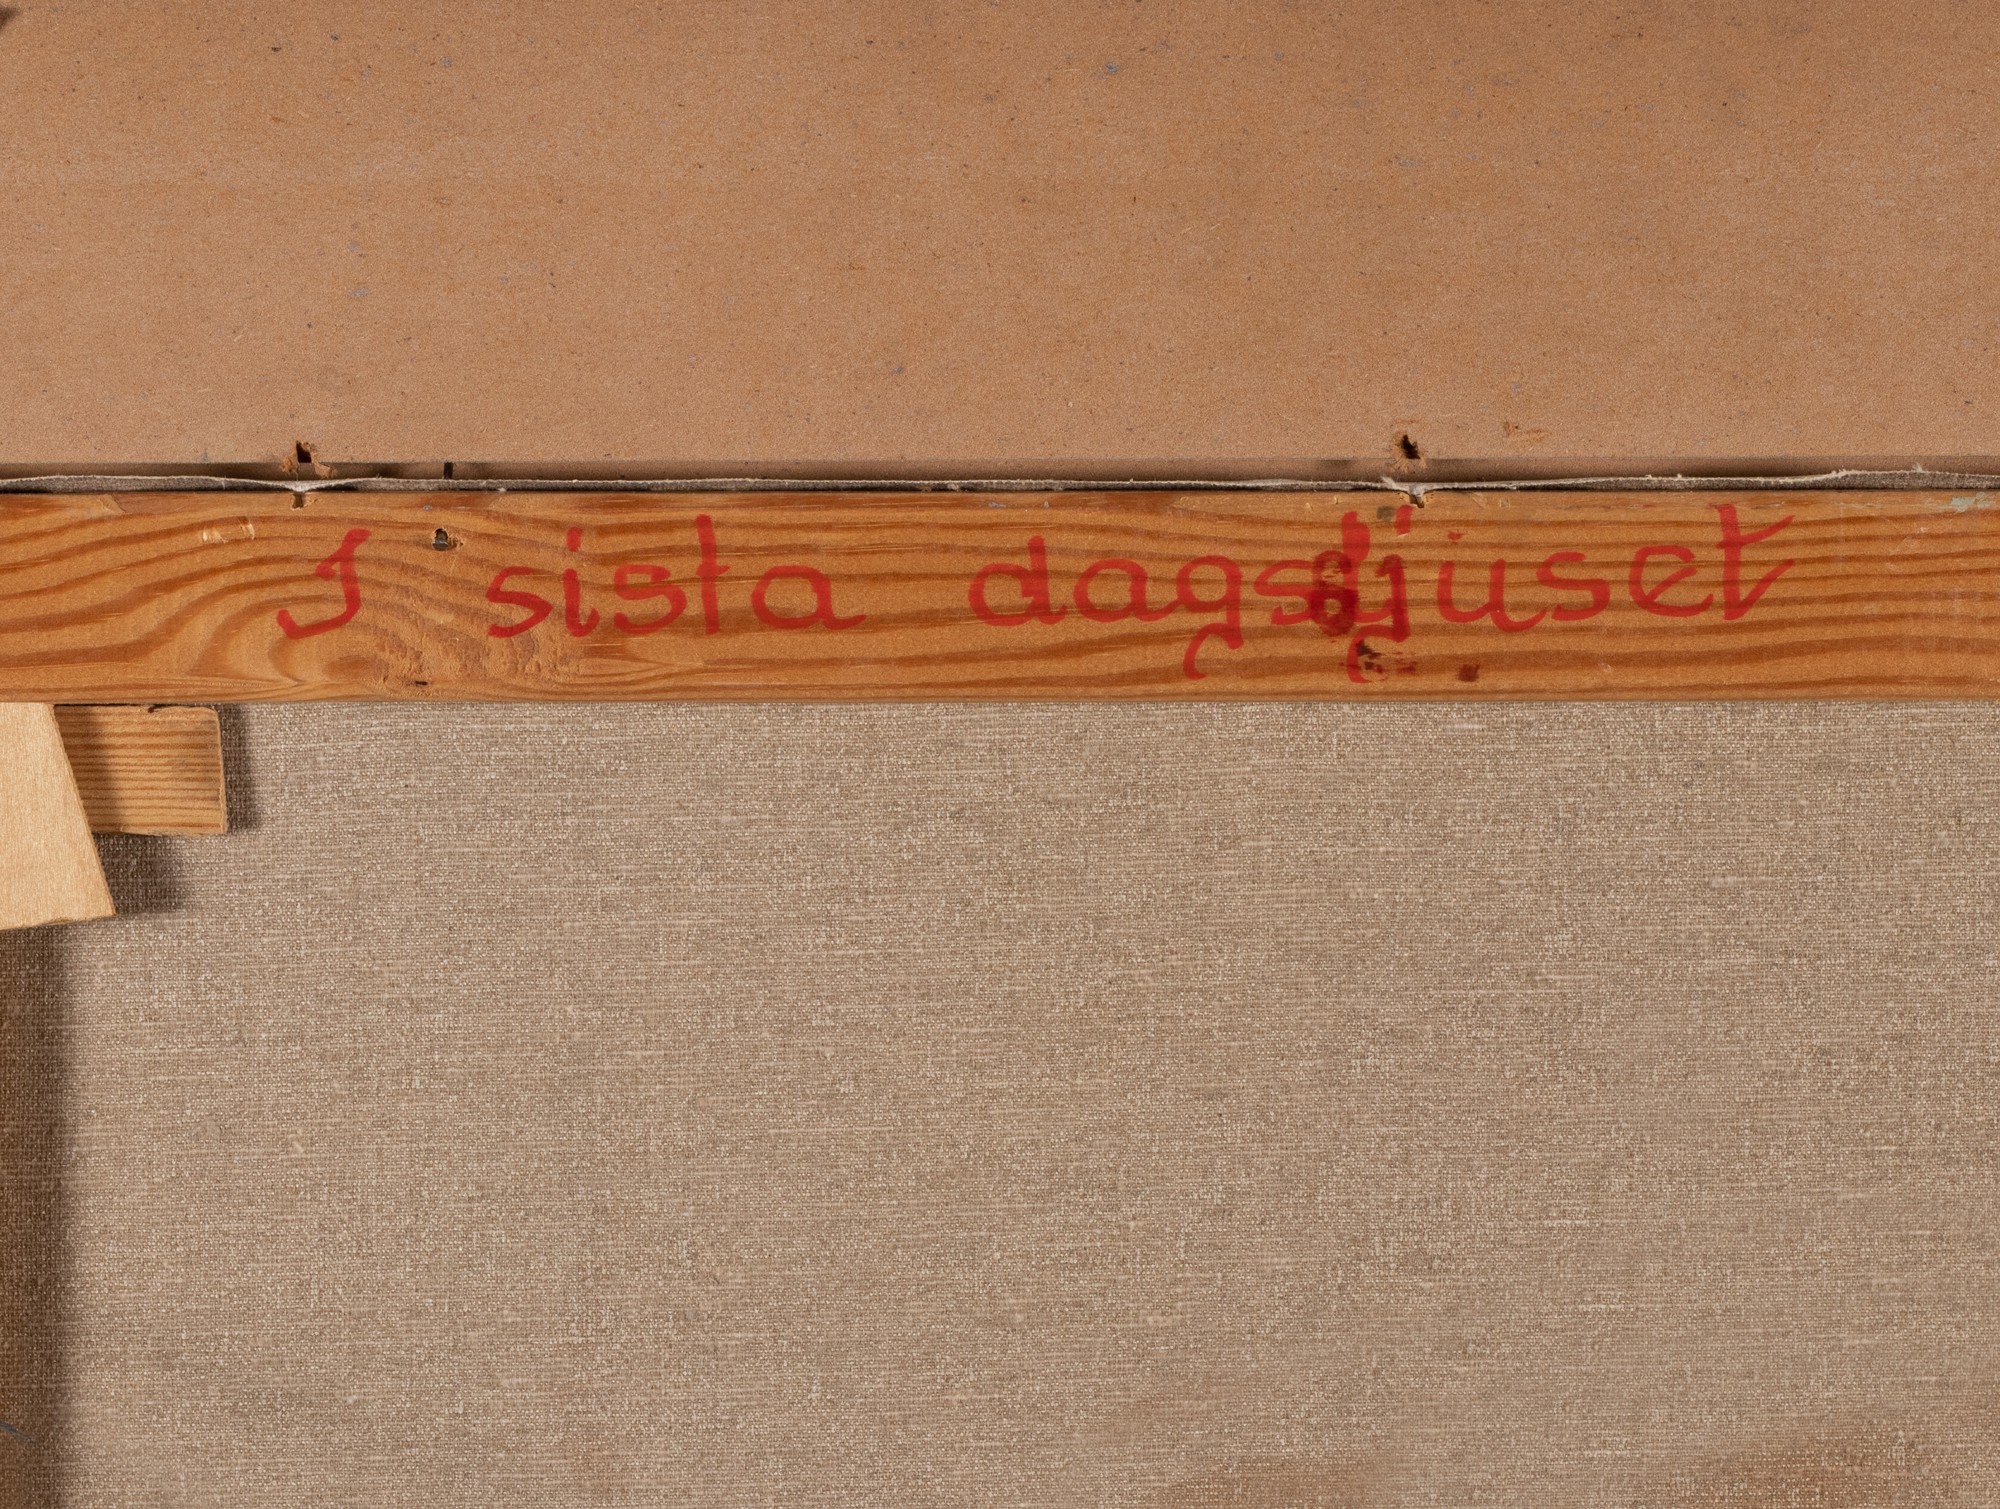 I sista dagsljuset